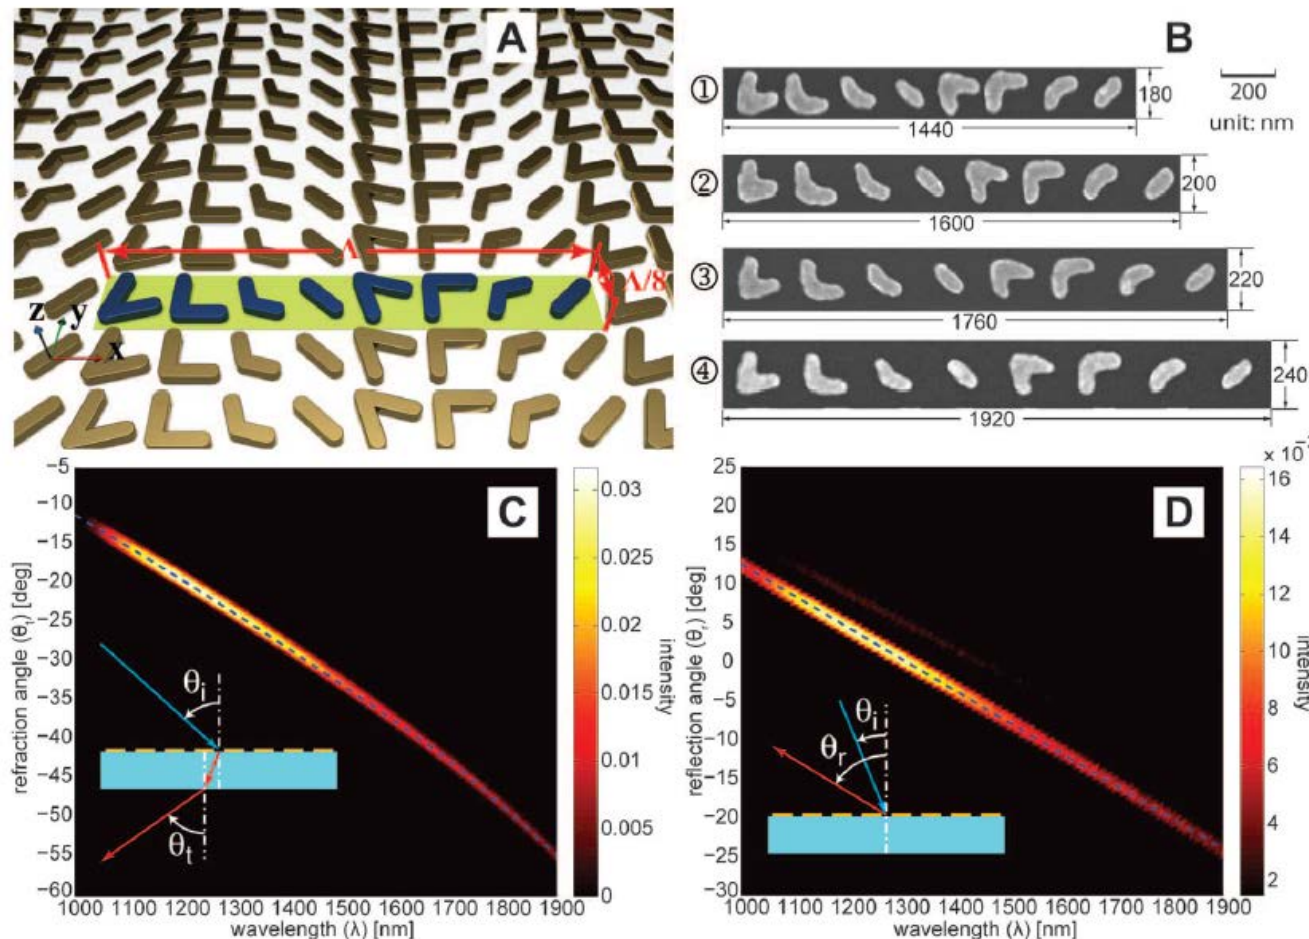 A
Λ
Λ/8
z
y
x
B
200
unit: nm
①
180
1440
②
200
1600
③
220
1760
④
240
1920
C
refraction angle (θt) [deg]
−5
−10
−15
−20
−25
−30
−35
−40
−45
−50
−55
−60
1000 1100 1200 1300 1400 1500 1600 1700 1800 1900
wavelength (λ) [nm]
θi
θt
0.03
0.025
0.02
0.015
0.01
0.005
0
intensity
D
reflection angle (θr) [deg]
25
20
15
10
5
0
−5
−10
−15
−20
−25
−30
1000 1100 1200 1300 1400 1500 1600 1700 1800 1900
wavelength (λ) [nm]
θi
θr
× 10
16
14
12
10
8
6
4
2
intensity